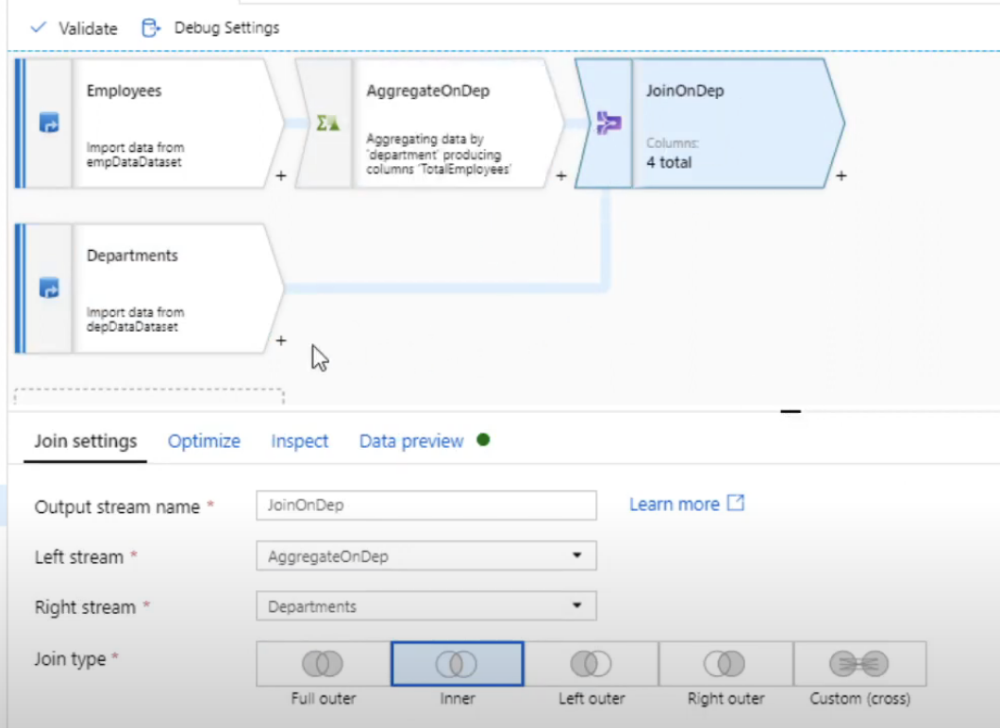 Validate
Debug Settings
Employees
Import data from
empDataDataset
+
AggregateOnDep
Aggregating data by
'department' producing
columns 'TotalEmployees'
+
JoinOnDep
Columns:
4 total
+
Departments
Import data from
depDataDataset
+
Join settings
Optimize
Inspect
Data preview
Output stream name *
JoinOnDep
Learn more
Left stream *
AggregateOnDep
Right stream *
Departments
Join type *
Full outer
Inner
Left outer
Right outer
Custom (cross)